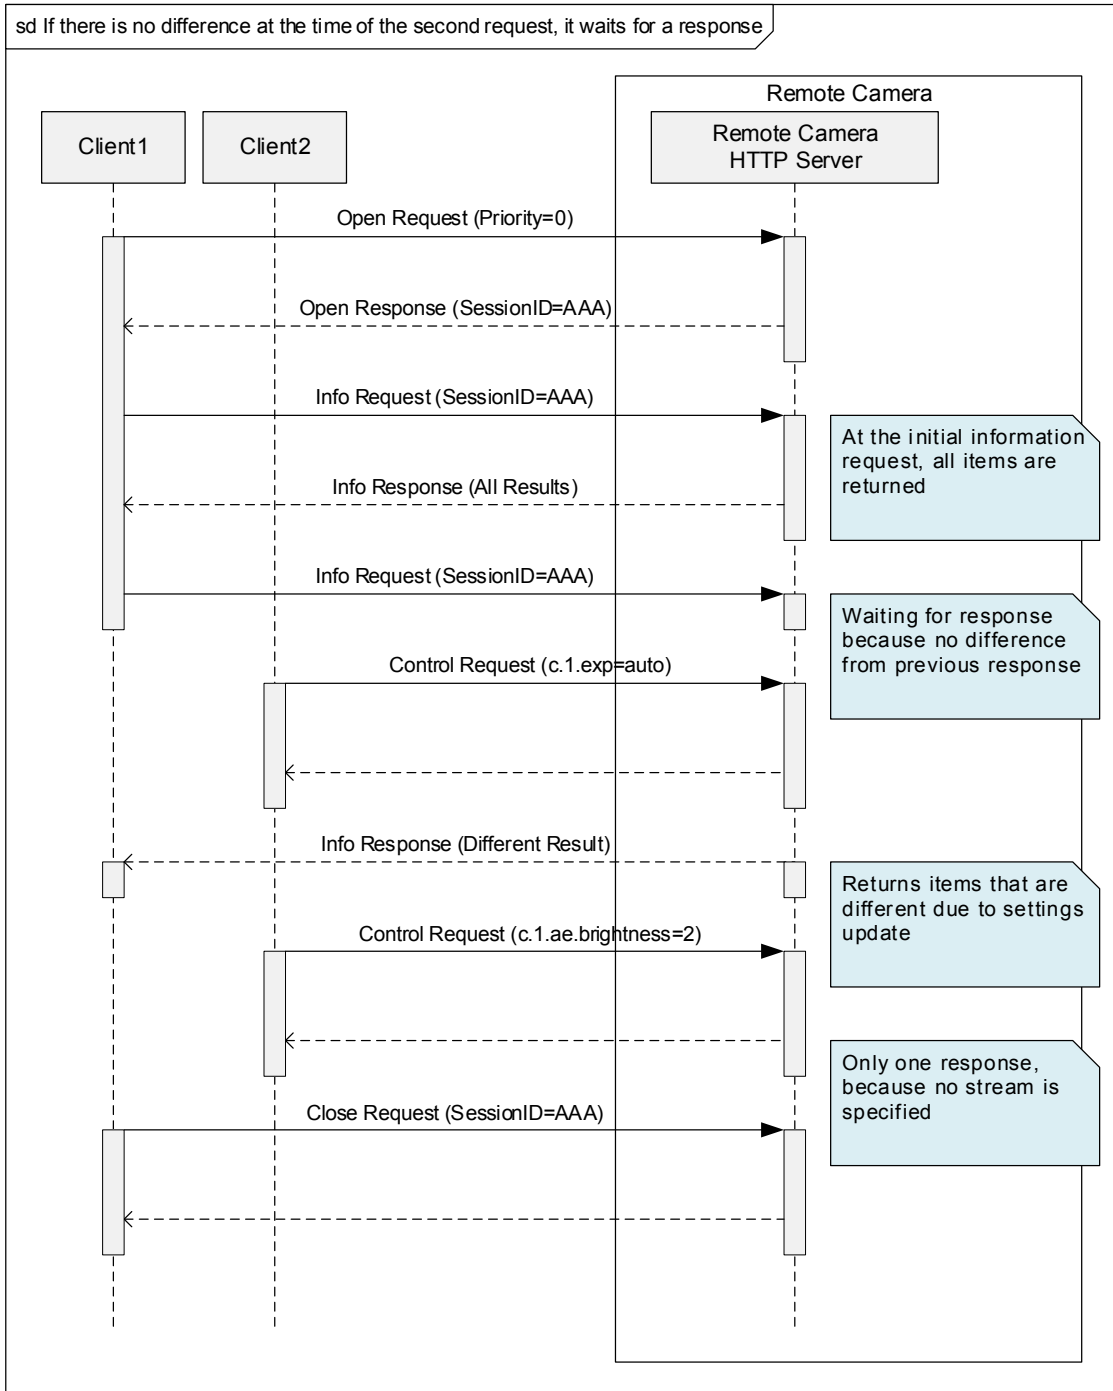 sd If there is no difference at the time of the second request, it waits for a response
Remote Camera
Client1
Client2
Remote Camera
HTTP Server
Open Request (Priority=0)
Open Response (SessionID=AAA)
Info Request (SessionID=AAA)
At the initial information
request, all items are
returned
Info Response (All Results)
Info Request (SessionID=AAA)
Waiting for response
because no difference
from previous response
Control Request (c.1.exp=auto)
Info Response (Different Result)
Returns items that are
different due to settings
update
Control Request (c.1.ae.brightness=2)
Only one response,
because no stream is
specified
Close Request (SessionID=AAA)